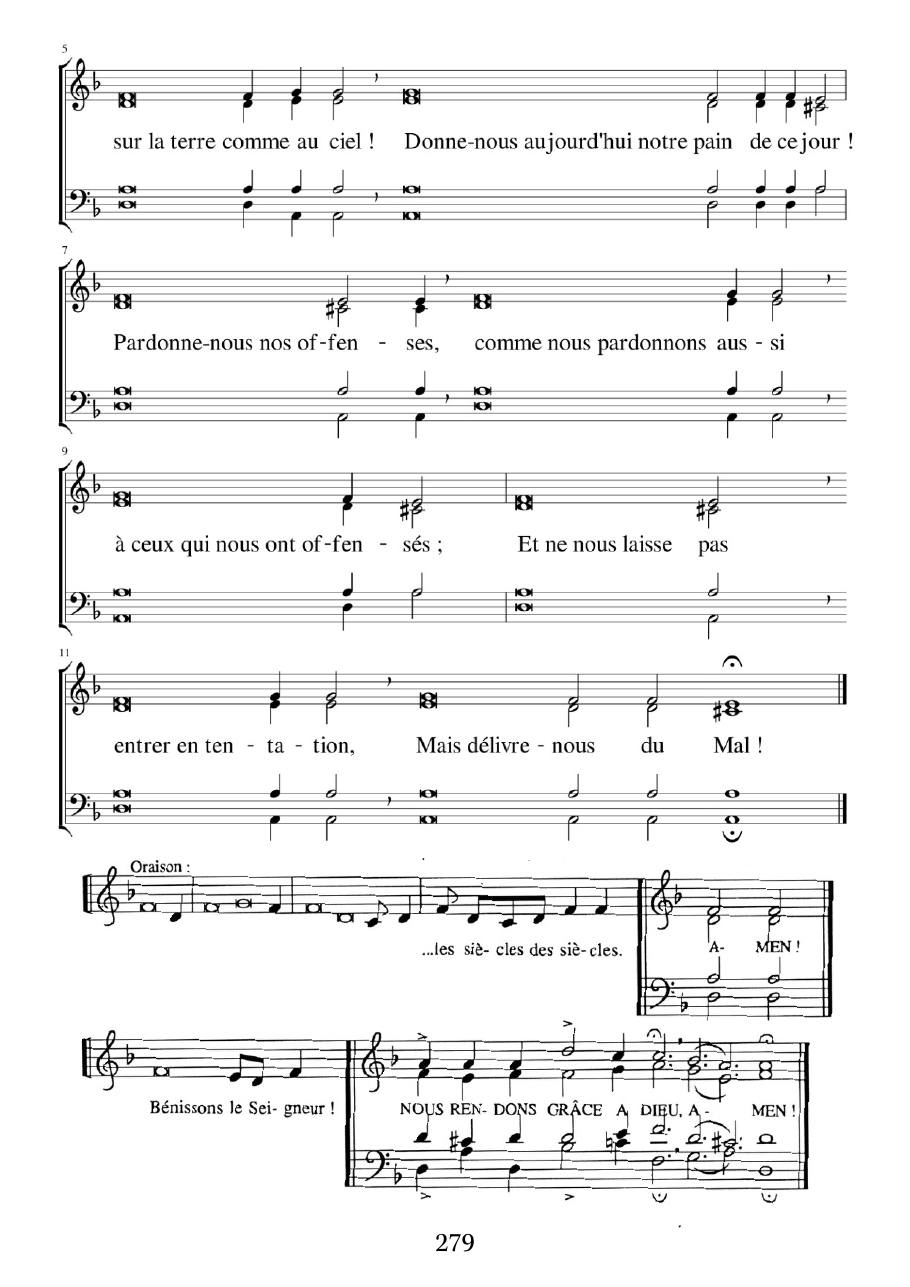 5
sur la terre comme au ciel ! Donne-nous aujourd'hui notre pain de ce jour !
7
Pardonne-nous nos of-fen - ses, comme nous pardonnons aus - si
9
à ceux qui nous ont of-fen - sés ; Et ne nous laisse pas
11
entrer en ten - ta - tion, Mais délivre - nous du Mal !
Oraison :
...les siè- cles des siè- cles. A- MEN !
Bénissons le Sei- gneur ! NOUS REN- DONS GRÂCE A DIEU, A- MEN !
279